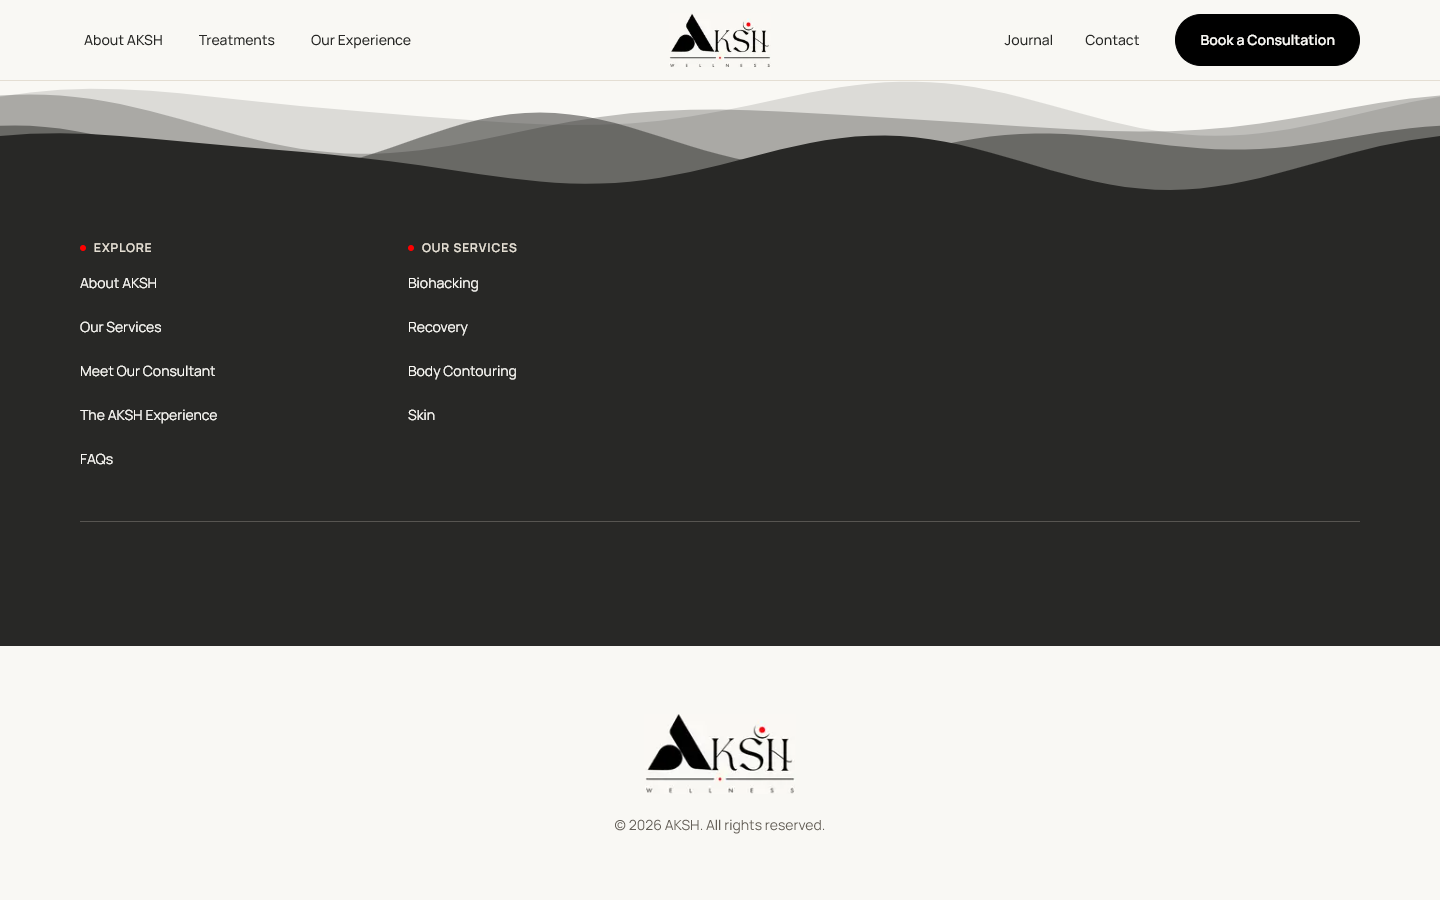 About AKSH
Treatments
Our Experience
AKSH
WELLNESS
Journal
Contact
Book a Consultation
EXPLORE
About AKSH
Our Services
Meet Our Consultant
The AKSH Experience
FAQs
OUR SERVICES
Biohacking
Recovery
Body Contouring
Skin
AKSH
WELLNESS
© 2026 AKSH. All rights reserved.